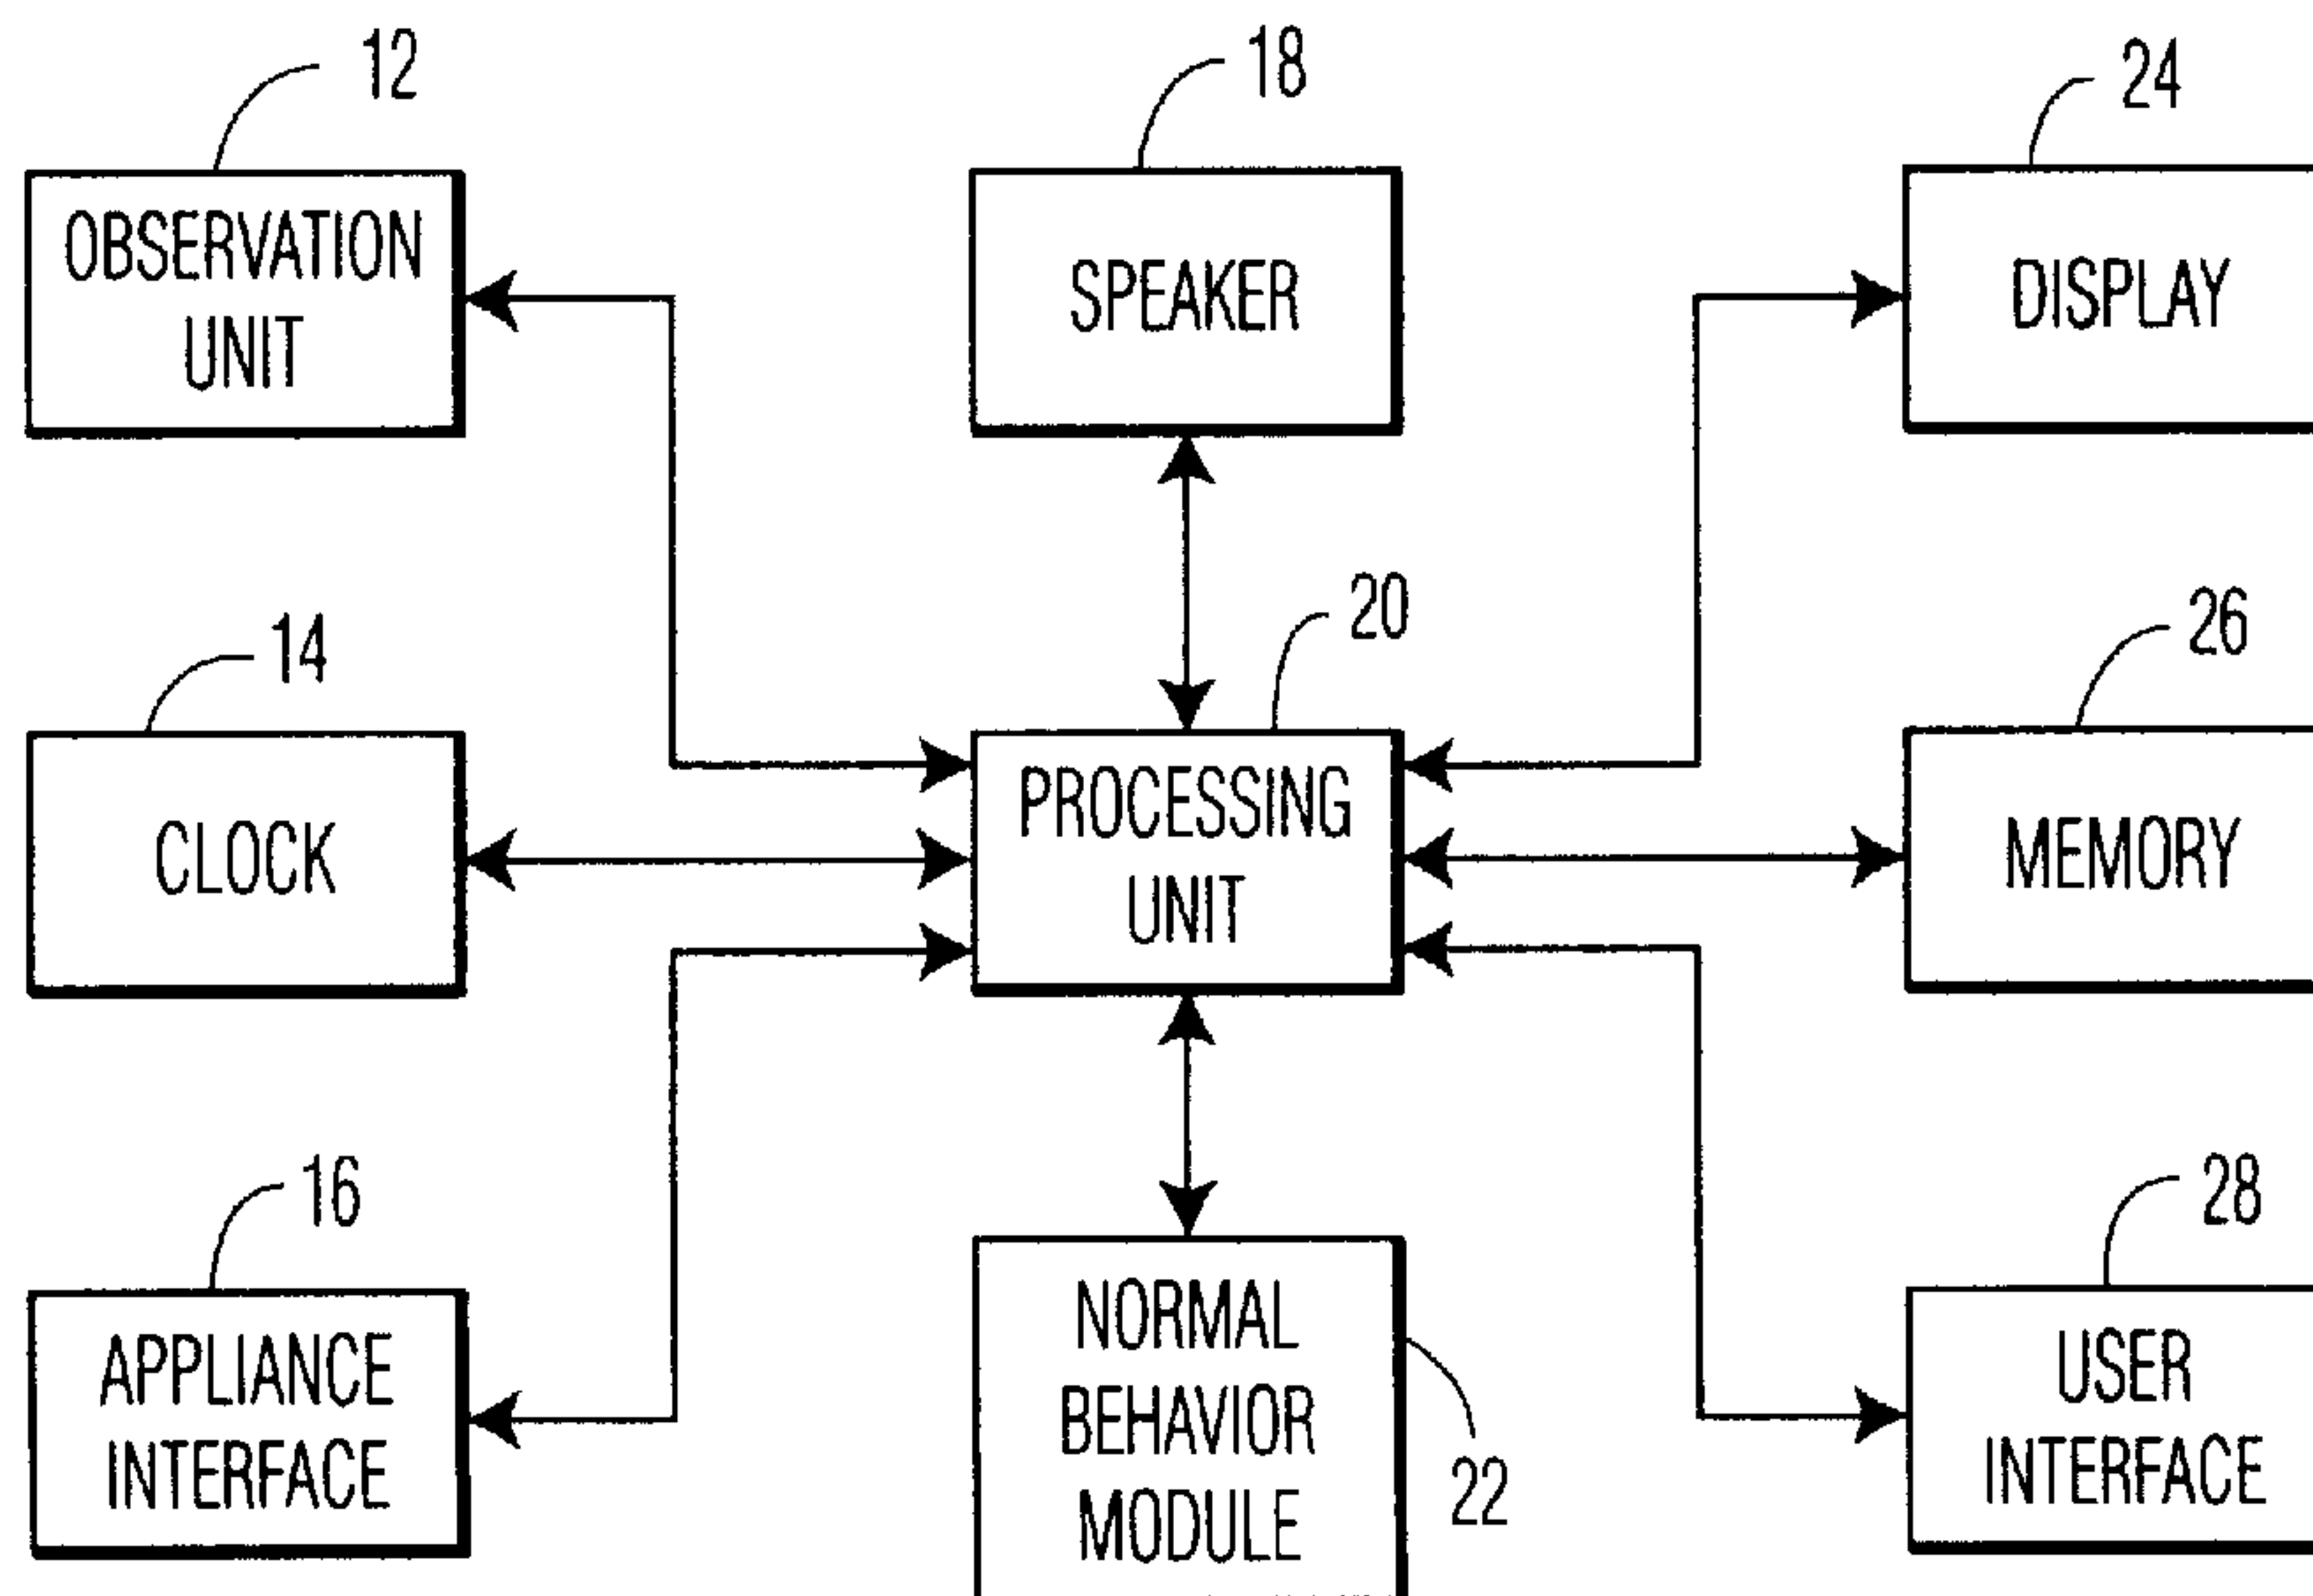 12
18
24
OBSERVATION
UNIT
SPEAKER
DISPLAY
14
20
26
CLOCK
PROCESSING
UNIT
MEMORY
16
28
APPLIANCE
INTERFACE
NORMAL
BEHAVIOR
MODULE
22
USER
INTERFACE